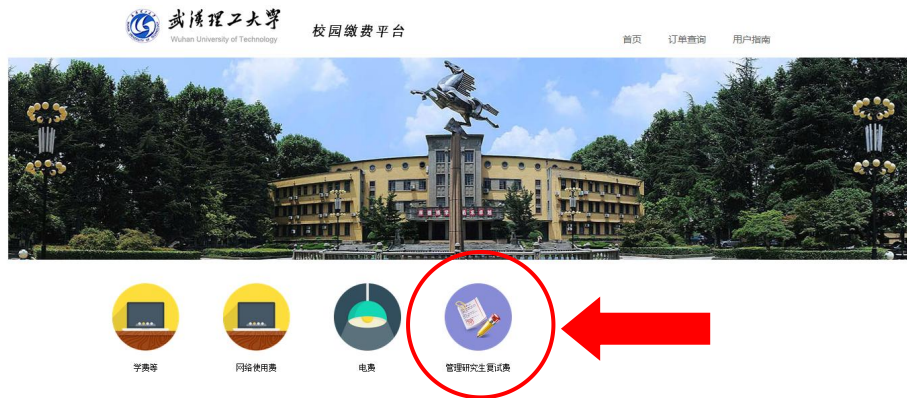 武汉理工大学
Wuhan University of Technology
校园缴费平台
首页 订单查询 用户指南
学费等
网络使用费
电费
管理研究生复试费